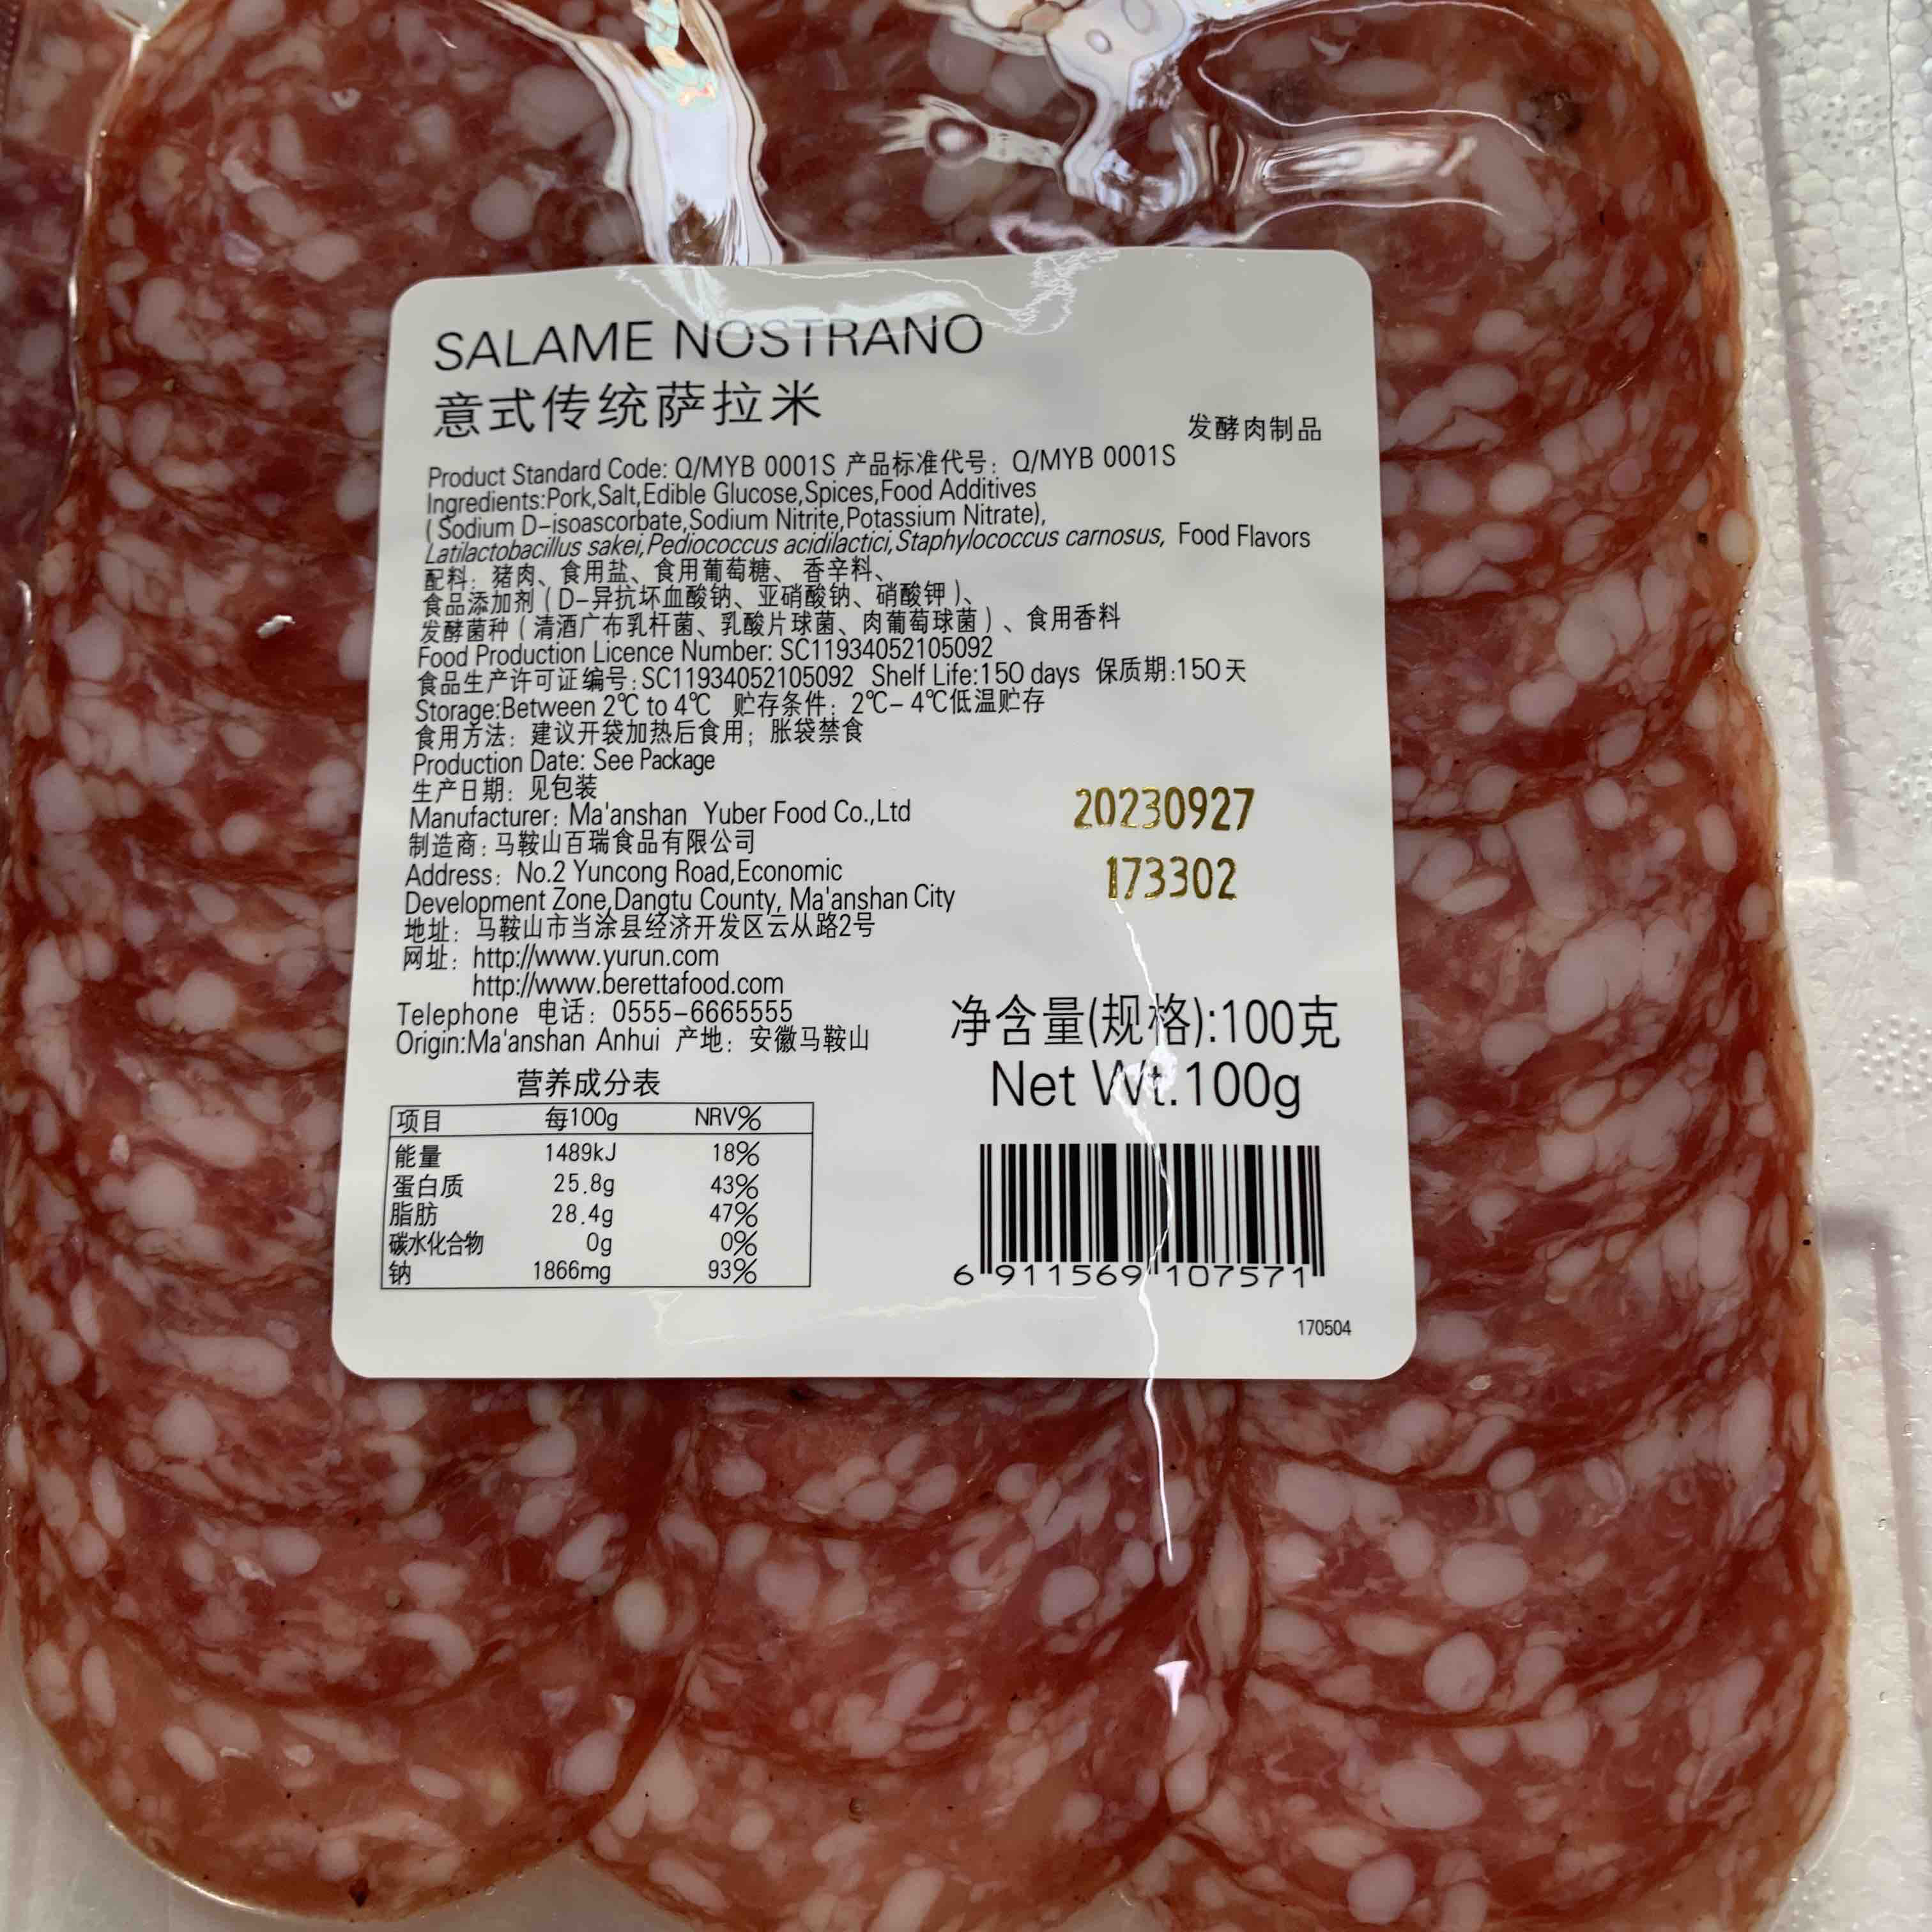 SALAME NOSTRANO
意式传统萨拉米
发酵肉制品
Product Standard Code: Q/MYB 0001S 产品标准代号：Q/MYB 0001S
Ingredients:Pork,Salt,Edible Glucose,Spices,Food Additives
(Sodium D-isoascorbate,Sodium Nitrite,Potassium Nitrate),
Latilactobacillus sakei,Pediococcus acidilactici,Staphylococcus carnosus, Food Flavors
配料：猪肉、食用盐、食用葡萄糖、香辛料、
食品添加剂（D-异抗坏血酸钠、亚硝酸钠、硝酸钾）、
发酵菌种（清酒广布乳杆菌、乳酸片球菌、肉葡萄球菌）、食用香料
Food Production Licence Number: SC11934052105092
食品生产许可证编号:SC11934052105092 Shelf Life:150 days 保质期:150天
Storage:Between 2℃ to 4℃ 贮存条件：2℃-4℃低温贮存
食用方法：建议开袋加热后食用；胀袋禁食
Production Date: See Package
生产日期：见包装
Manufacturer: Ma'anshan Yuber Food Co.,Ltd
制造商:马鞍山百瑞食品有限公司
Address: No.2 Yuncong Road,Economic
Development Zone,Dangtu County, Ma'anshan City
地址：马鞍山市当涂县经济开发区云从路2号
网址：http://www.yurun.com
http://www.berettafood.com
Telephone 电话：0555-6665555
Origin:Ma'anshan Anhui 产地：安徽马鞍山
20230927
173302
净含量(规格):100克
Net Wt.100g
营养成分表
项目 每100g NRV%
能量 1489kJ 18%
蛋白质 25.8g 43%
脂肪 28.4g 47%
碳水化合物 0g 0%
钠 1866mg 93%
6 911569 107571
170504